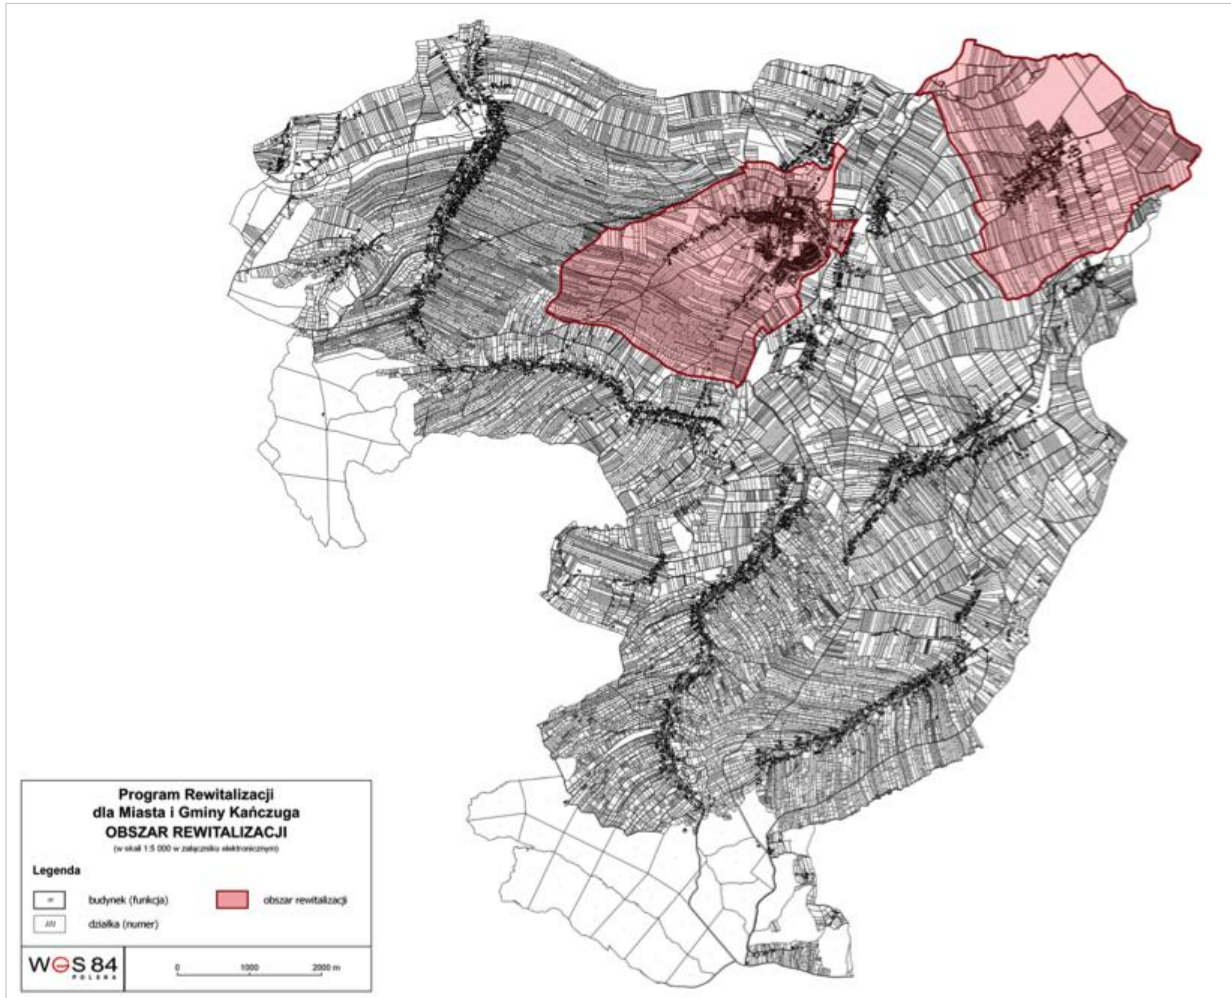 Program Rewitalizacji
dla Miasta i Gminy Kańczuga
OBSZAR REWITALIZACJI
(w skali 1:5 000 w załączniku elektronicznym)
Legenda
budynek (funkcja)
obszar rewitalizacji
działka (numer)
WGS 84
POLSKA
0 1000 2000 m